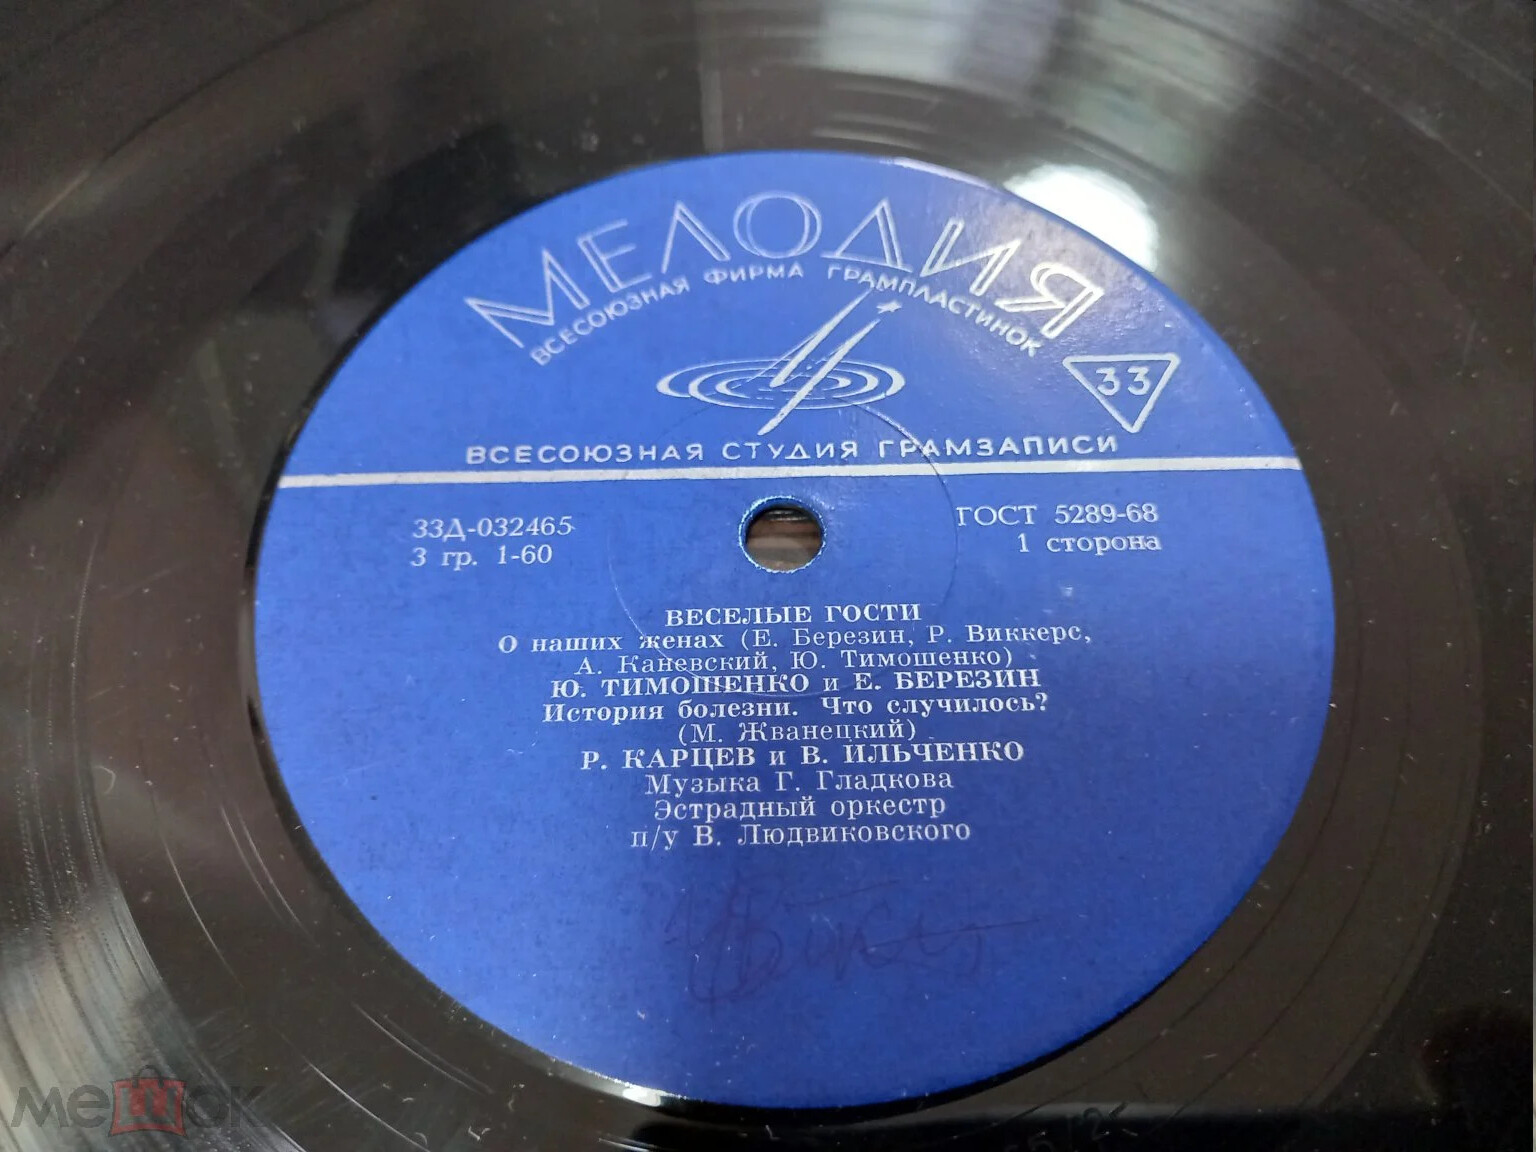 МЕЛОДИЯ
ВСЕСОЮЗНАЯ ФИРМА ГРАМПЛАСТИНОК
33
ВСЕСОЮЗНАЯ СТУДИЯ ГРАМЗАПИСИ
33Д-032465
3 гр. 1-60
ГОСТ 5289-68
1 сторона
ВЕСЕЛЫЕ ГОСТИ
О наших женах (Е. Березин, Р. Виккерс,
А. Каневский, Ю. Тимошенко)
Ю. ТИМОШЕНКО и Е. БЕРЕЗИН
История болезни. Что случилось?
(М. Жванецкий)
Р. КАРЦЕВ и В. ИЛЬЧЕНКО
Музыка Г. Гладкова
Эстрадный оркестр
п/у В. Людвиковского
мешок